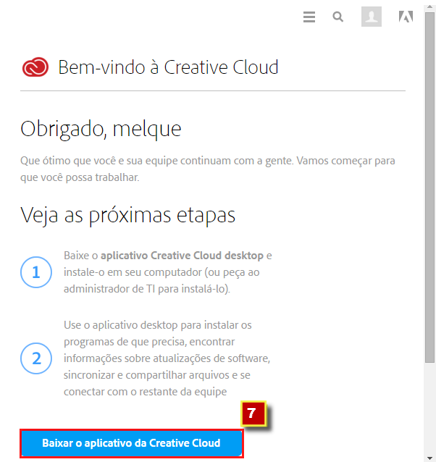 Bem-vindo à Creative Cloud
Obrigado, melque
Que ótimo que você e sua equipe continuam com a gente. Vamos começar para
que você possa trabalhar.
Veja as próximas etapas
1
Baixe o aplicativo Creative Cloud desktop e
instale-o em seu computador (ou peça ao
administrador de TI para instalá-lo).
2
Use o aplicativo desktop para instalar os
programas de que precisa, encontrar
informações sobre atualizações de software,
sincronizar e compartilhar arquivos e se
conectar com o restante da equipe
7
Baixar o aplicativo da Creative Cloud